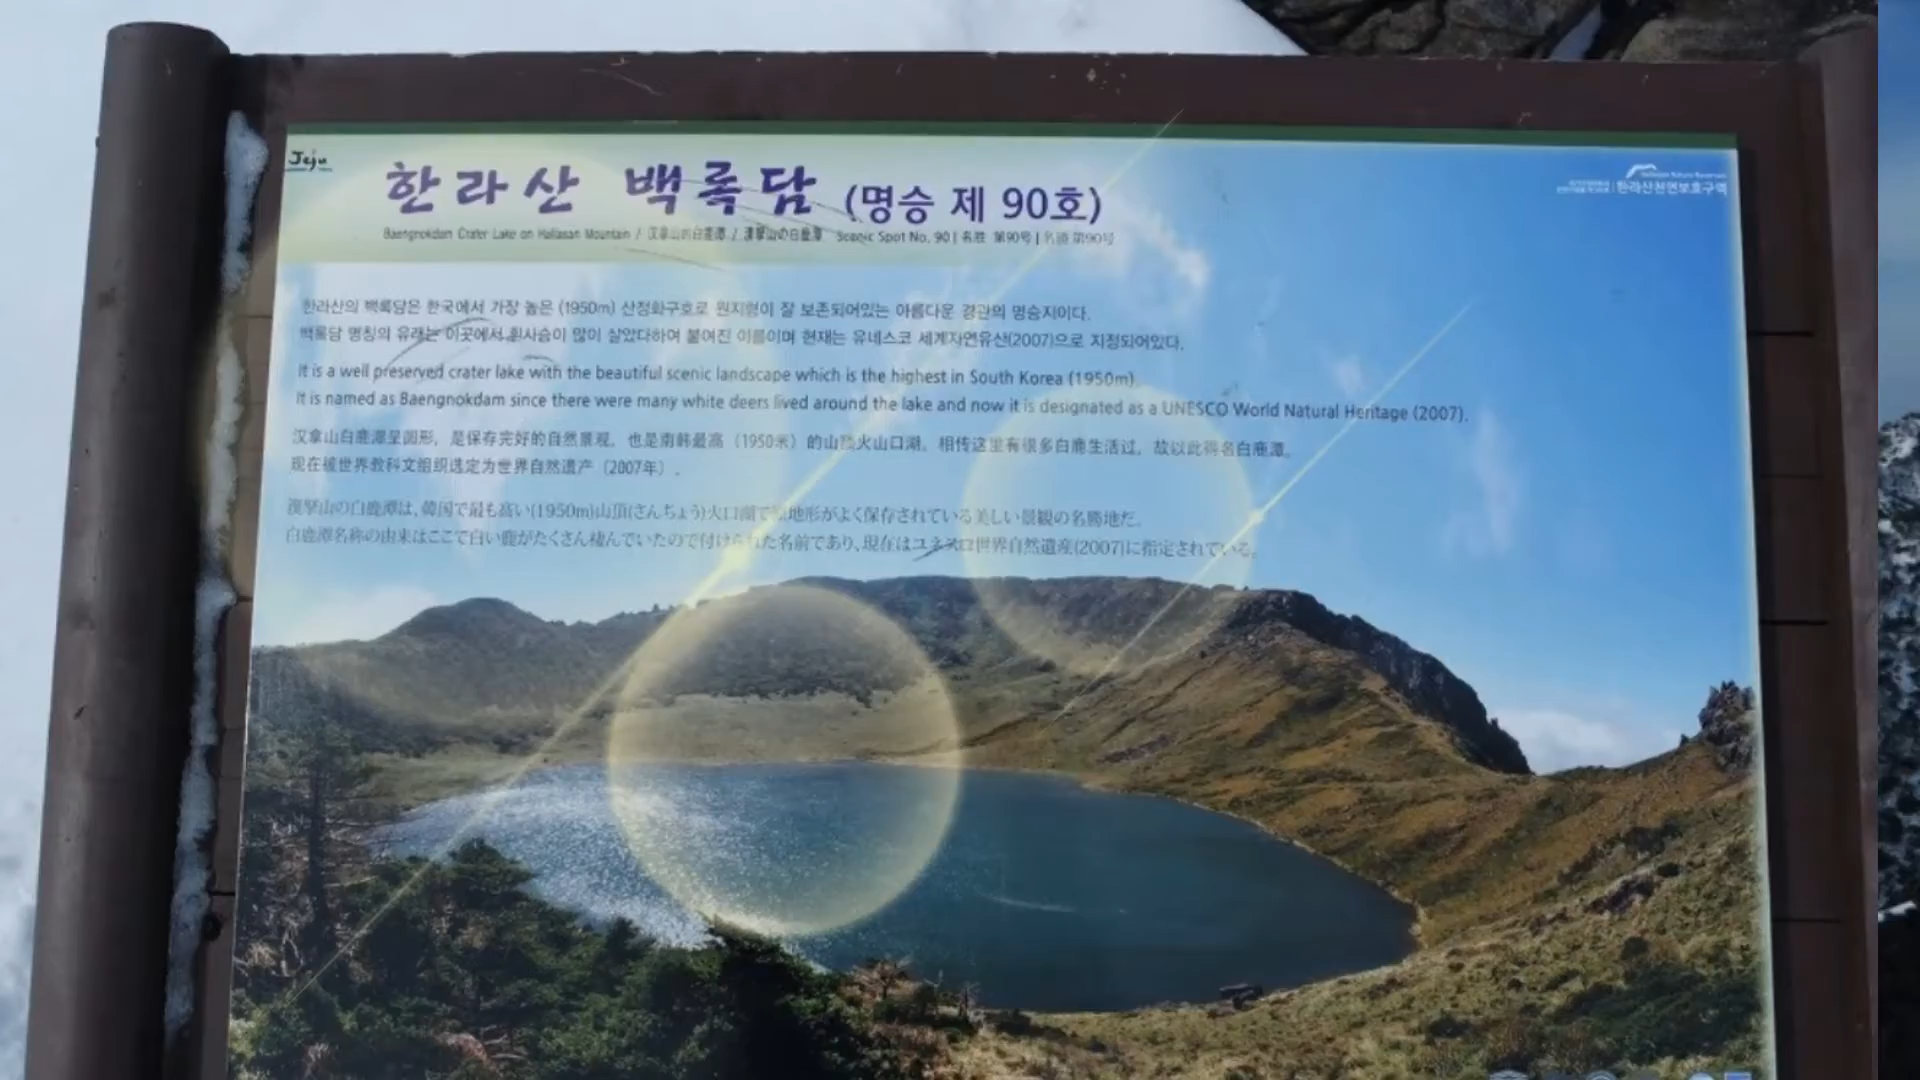 Jeju
한라산 백록담 (명승 제 90호)
Baengnokdam Crater Lake on Hallasan Mountain / 汉拿山的白鹿潭 / 漢拏山の白鹿潭 Scenic Spot No. 90 | 名胜 第90号 | 名勝 第90号
한라산천연보호구역
한라산의 백록담은 한국에서 가장 높은 (1950m) 산정화구호로 원지형이 잘 보존되어있는 아름다운 경관의 명승지이다.
백록담 명칭의 유래는 이곳에서 흰사슴이 많이 살았다하여 붙여진 이름이며 현재는 유네스코 세계자연유산(2007)으로 지정되어있다.
It is a well preserved crater lake with the beautiful scenic landscape which is the highest in South Korea (1950m).
It is named as Baengnokdam since there were many white deers lived around the lake and now it is designated as a UNESCO World Natural Heritage (2007).
汉拿山白鹿潭呈圆形，是保存完好的自然景观，也是南韩最高（1950米）的山顶火山口湖。相传这里有很多白鹿生活过，故以此得名白鹿潭。
现在被世界教科文组织选定为世界自然遗产（2007年）.
漢拏山の白鹿潭は、韓国で最も高い(1950m)山頂(さんちょう)火口湖で原地形がよく保存されている美しい景観の名勝地だ。
白鹿潭名称の由来はここで白い鹿がたくさん棲んでいたので付けられた名前であり、現在はユネスコ世界自然遺産(2007)に指定されている。